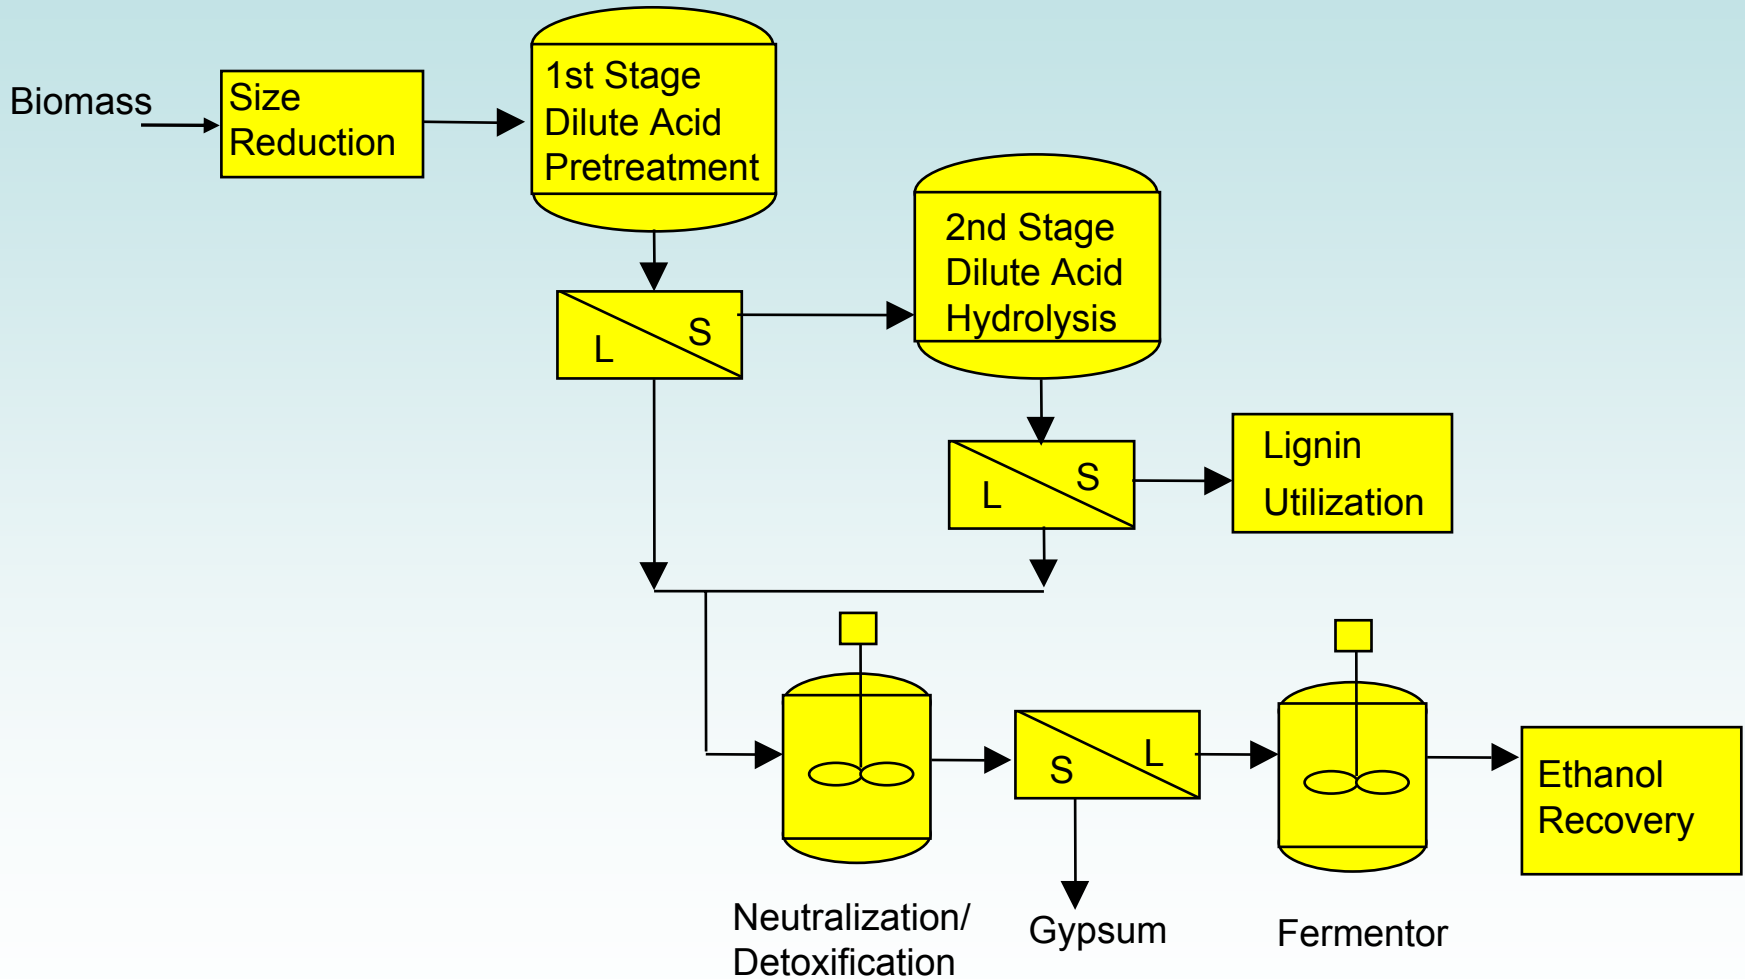 Biomass
Size
Reduction
1st Stage
Dilute Acid
Pretreatment
2nd Stage
Dilute Acid
Hydrolysis
L
S
L
S
Lignin
Utilization
S
L
Ethanol
Recovery
Neutralization/
Detoxification
Gypsum
Fermentor